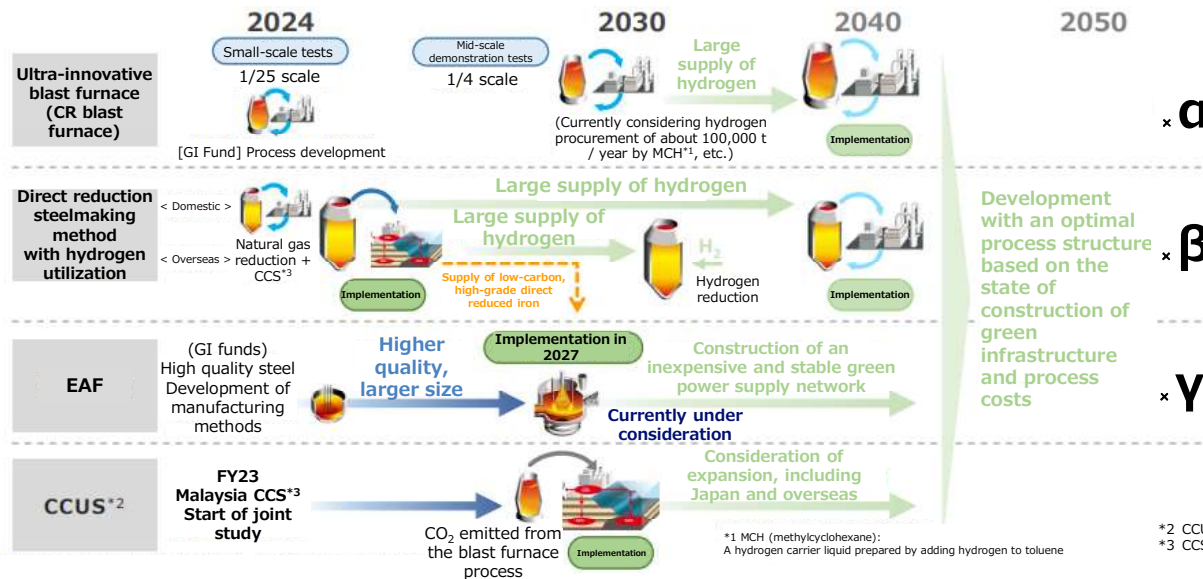 2024
2030
2040
2050
Ultra-innovative
blast furnace
(CR blast
furnace)
Small-scale tests
1/25 scale
[GI Fund] Process development
Mid-scale
demonstration tests
1/4 scale
(Currently considering hydrogen
procurement of about 100,000 t
/ year by MCH*1, etc.)
Large
supply of
hydrogen
Implementation
× α
Direct reduction
steelmaking
method
with hydrogen
utilization
< Domestic >
< Overseas >
Natural gas
reduction +
CCS*3
Implementation
Large supply of hydrogen
Large supply of
hydrogen
Supply of low-carbon,
high-grade direct
reduced iron
H2
Hydrogen
reduction
Implementation
Development
with an optimal
process structure
based on the
state of
construction of
green
infrastructure
and process
costs
× β
EAF
(GI funds)
High quality steel
Development of
manufacturing
methods
Higher
quality,
larger size
Implementation in
2027
Currently under
consideration
Construction of an
inexpensive and stable green
power supply network
× γ
CCUS*2
FY23
Malaysia CCS*3
Start of joint
study
CO2 emitted from
the blast furnace
process
Implementation
Consideration of
expansion, including
Japan and overseas
*1 MCH (methylcyclohexane):
A hydrogen carrier liquid prepared by adding hydrogen to toluene
*2 CCU
*3 CCS